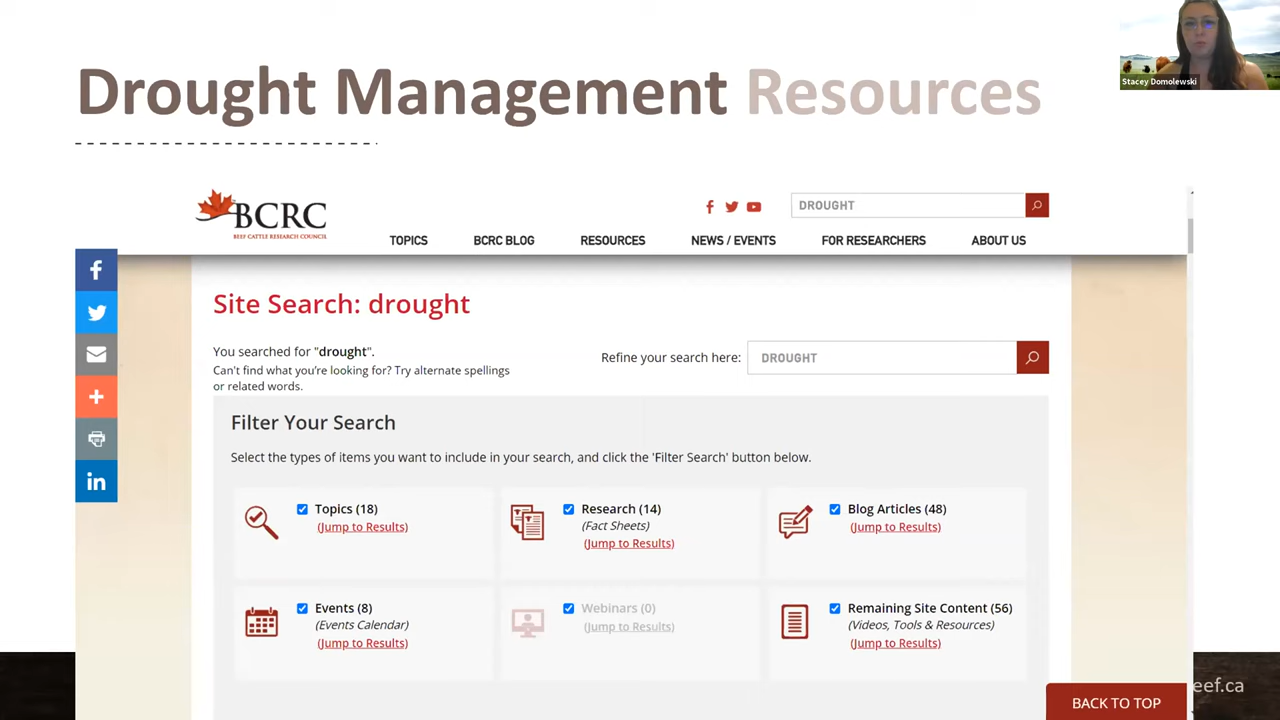 Drought Management Resources
Stacey Domolewski
BCRC
BEEF CATTLE RESEARCH COUNCIL
DROUGHT
TOPICS
BCRC BLOG
RESOURCES
NEWS / EVENTS
FOR RESEARCHERS
ABOUT US
Site Search: drought
You searched for "drought".
Can't find what you're looking for? Try alternate spellings
or related words.
Refine your search here:
DROUGHT
Filter Your Search
Select the types of items you want to include in your search, and click the 'Filter Search' button below.
Topics (18)
(Jump to Results)
Research (14)
(Fact Sheets)
(Jump to Results)
Blog Articles (48)
(Jump to Results)
Events (8)
(Events Calendar)
(Jump to Results)
Webinars (0)
(Jump to Results)
Remaining Site Content (56)
(Videos, Tools & Resources)
(Jump to Results)
BACK TO TOP
eef.ca